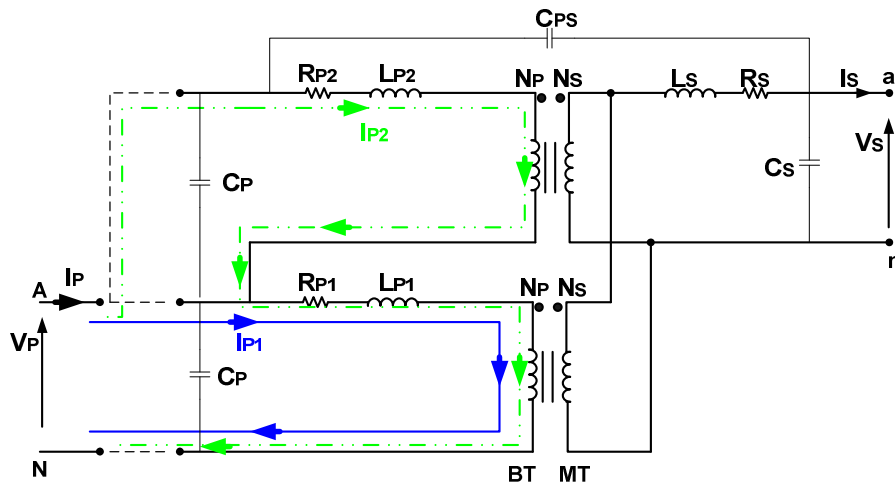 CPS
RP2 LP2 NP NS LS RS IS a
IP2
VS
CP CS
n
A IP RP1 LP1 NP NS
VP IP1
CP
N BT MT